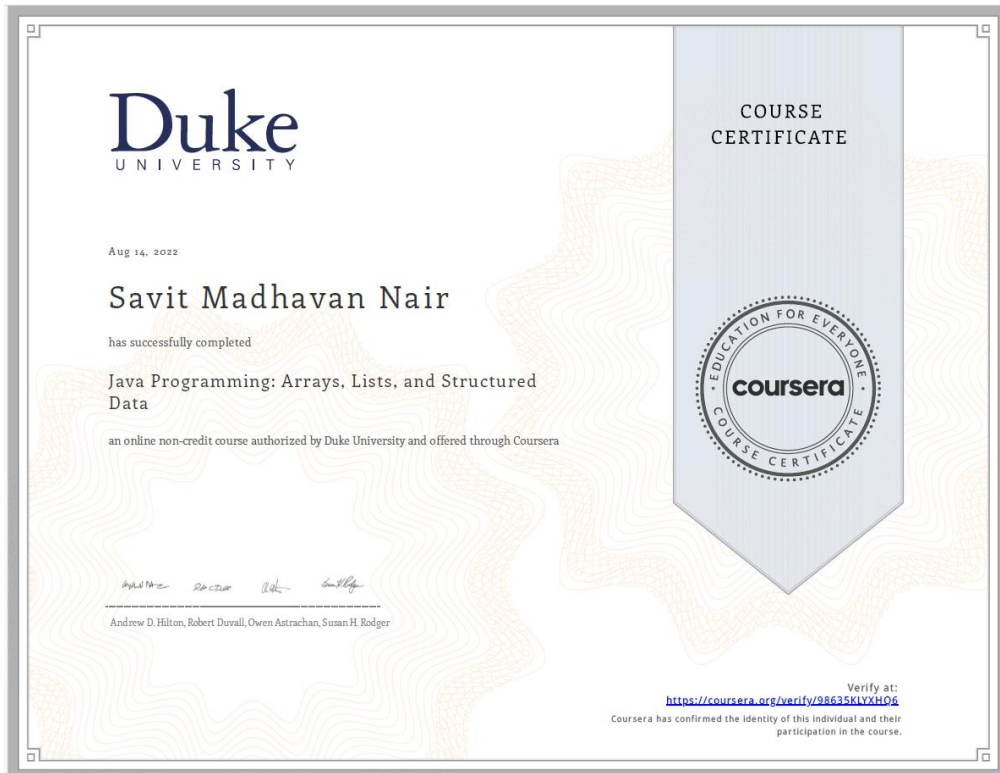 Duke
UNIVERSITY
COURSE
CERTIFICATE
Aug 14, 2022
Savit Madhavan Nair
has successfully completed
Java Programming: Arrays, Lists, and Structured
Data
an online non-credit course authorized by Duke University and offered through Coursera
EDUCATION FOR EVERYONE
coursera
COURSE CERTIFICATE
Andrew D. Hilton, Robert Duvall, Owen Astrachan, Susan H. Rodger
Verify at:
https://coursera.org/verify/98635KLYXHQ6
Coursera has confirmed the identity of this individual and their
participation in the course.